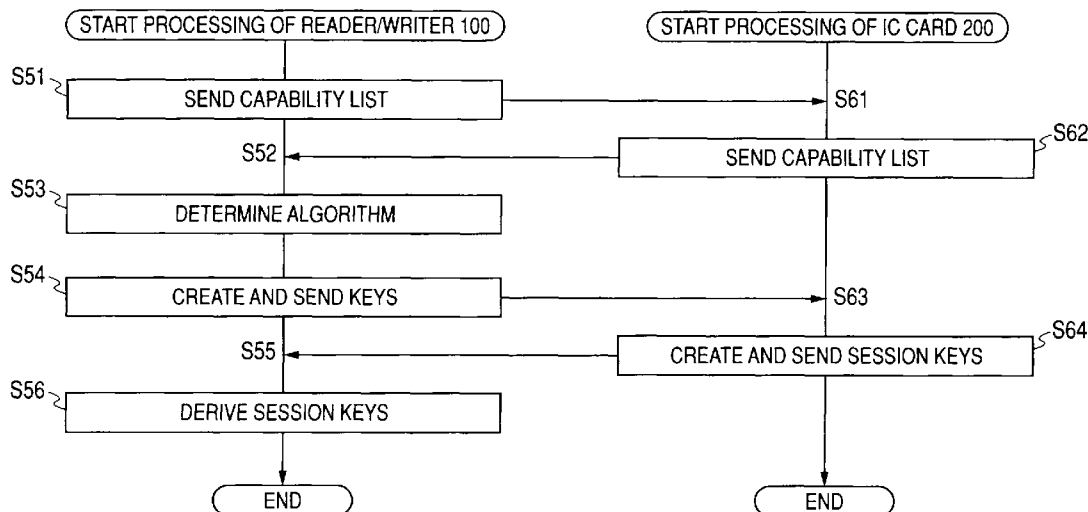 START PROCESSING OF READER/WRITER 100
START PROCESSING OF IC CARD 200
S51
SEND CAPABILITY LIST
S61
S62
S52
SEND CAPABILITY LIST
S53
DETERMINE ALGORITHM
S54
CREATE AND SEND KEYS
S63
S64
S55
CREATE AND SEND SESSION KEYS
S56
DERIVE SESSION KEYS
END
END